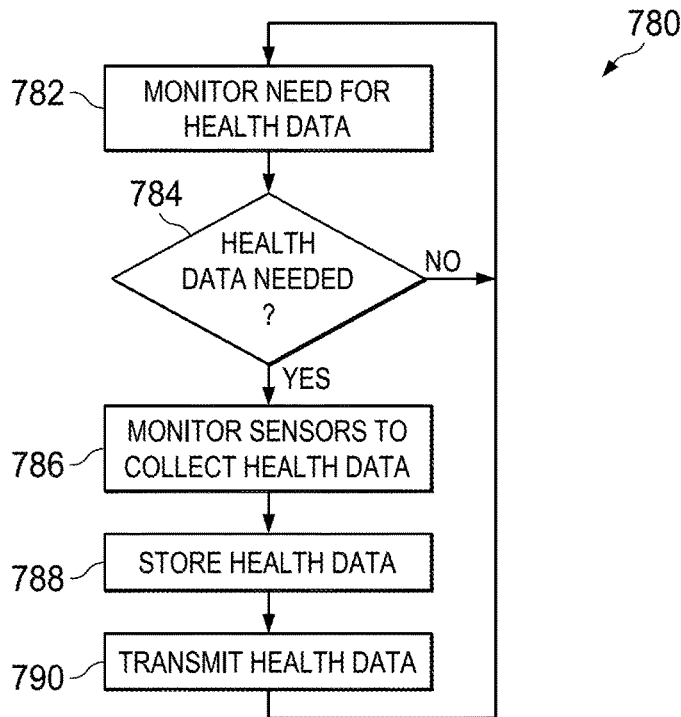 780
782
MONITOR NEED FOR
HEALTH DATA
784
HEALTH
DATA NEEDED
?
NO
YES
786
MONITOR SENSORS TO
COLLECT HEALTH DATA
788
STORE HEALTH DATA
790
TRANSMIT HEALTH DATA